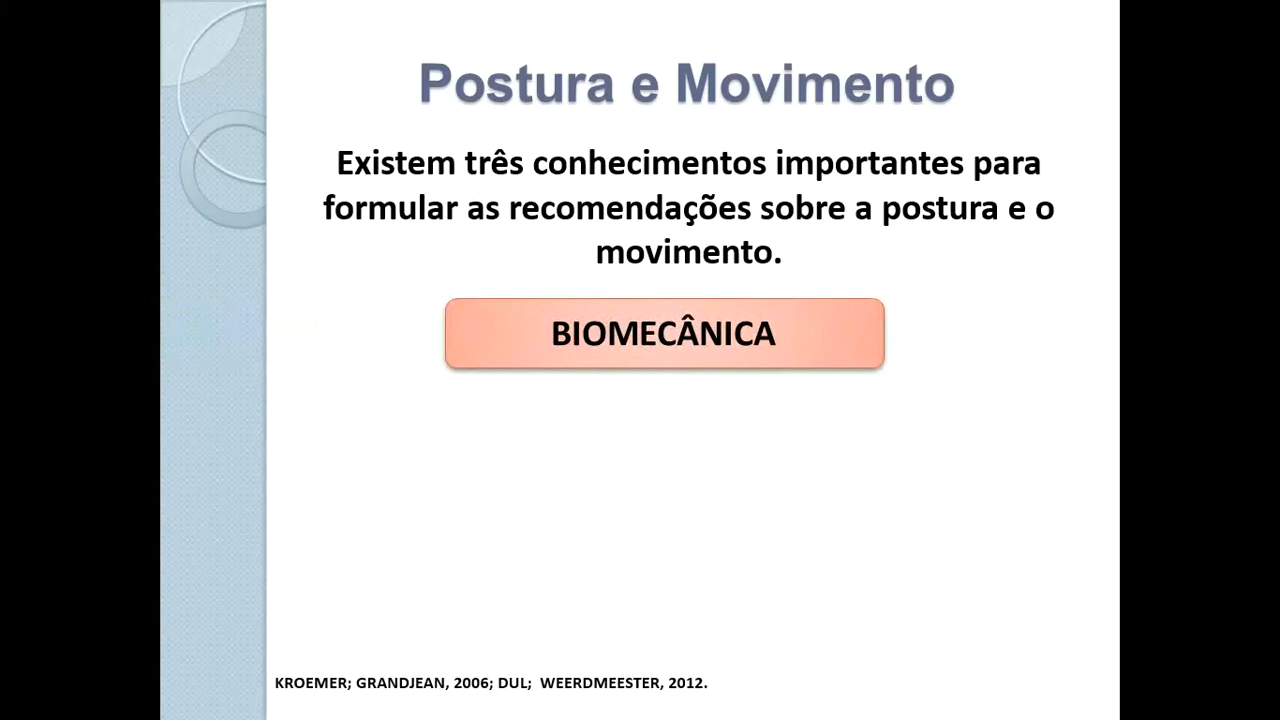 Postura e Movimento
Existem três conhecimentos importantes para
formular as recomendações sobre a postura e o
movimento.
BIOMECÂNICA
KROEMER; GRANDJEAN, 2006; DUL;  WEERDMEESTER, 2012.